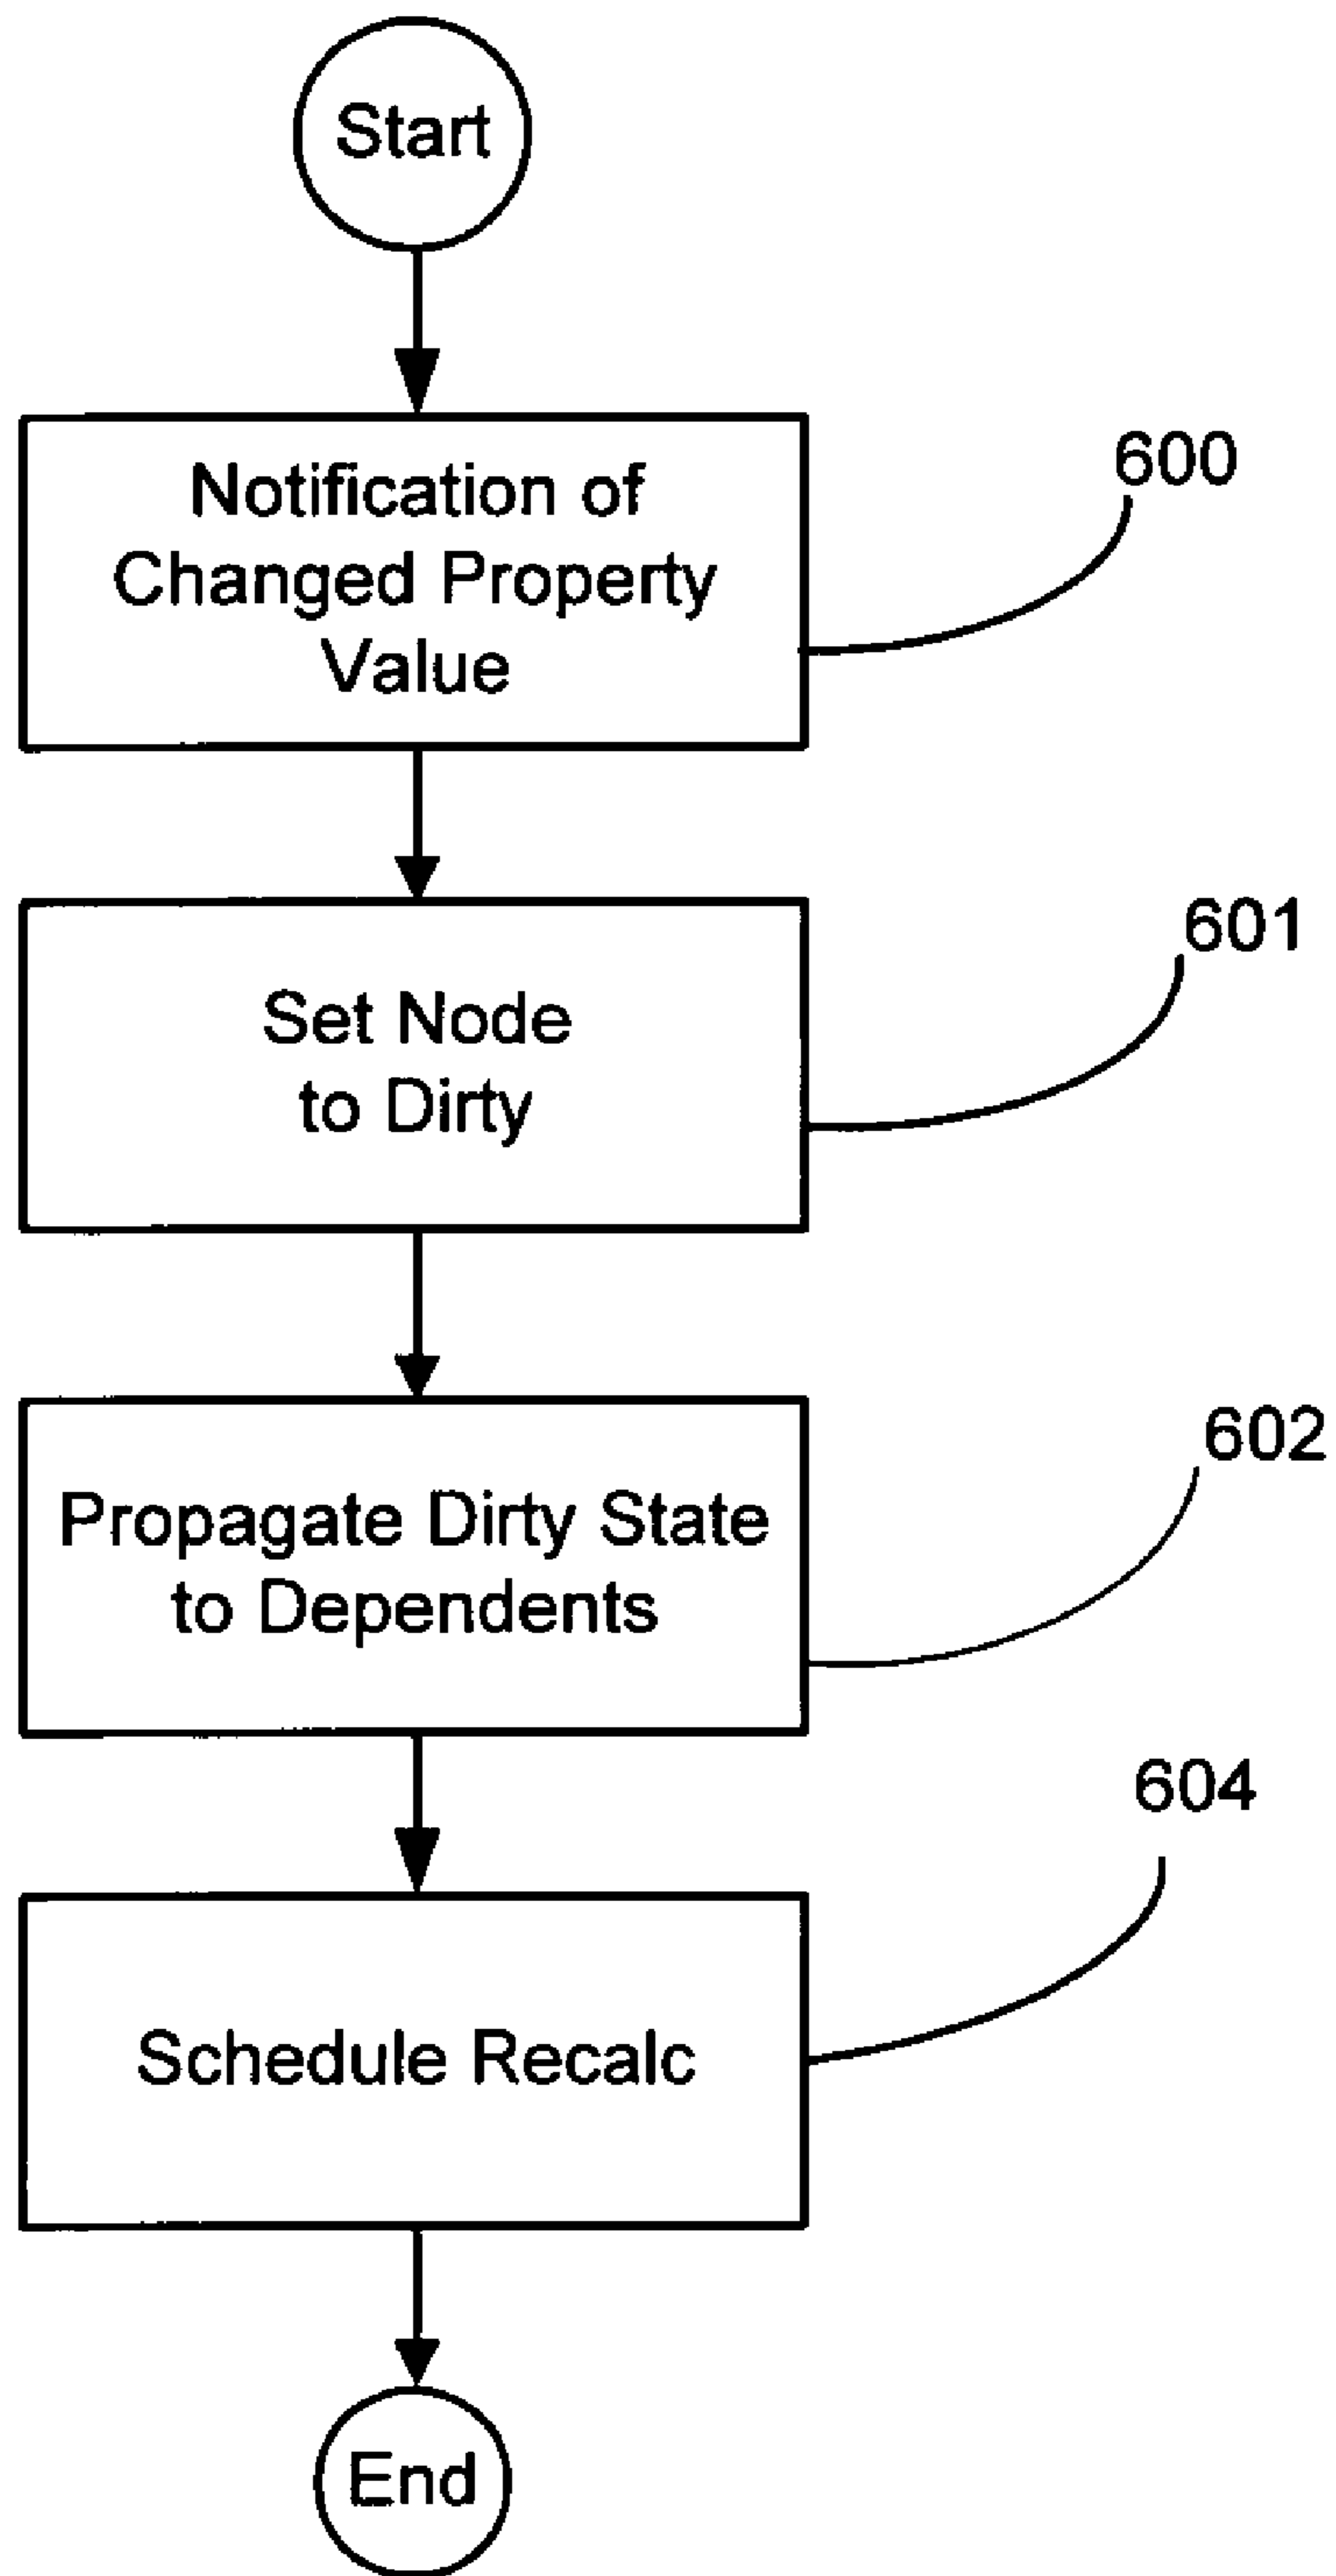 Start
Notification of
Changed Property
Value
600
Set Node
to Dirty
601
Propagate Dirty State
to Dependents
602
Schedule Recalc
604
End